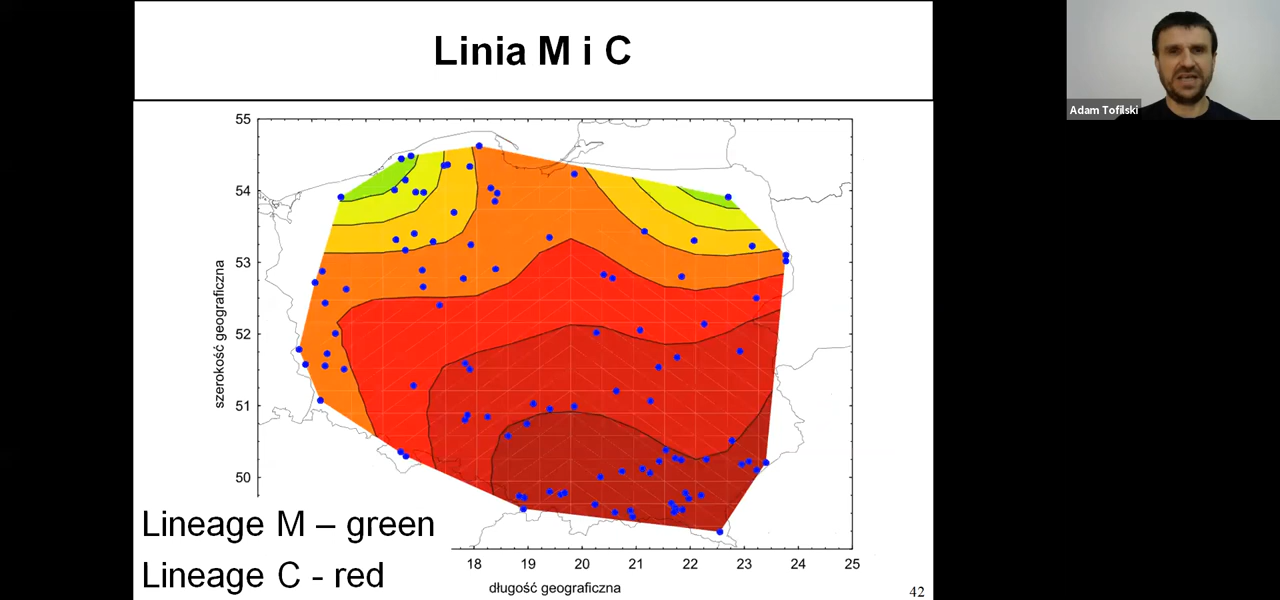 Linia M i C
Adam Tofilski
55
54
53
52
51
50
szerokość geograficzna
18 19 20 21 22 23 24 25
długość geograficzna
Lineage M – green
Lineage C - red
42